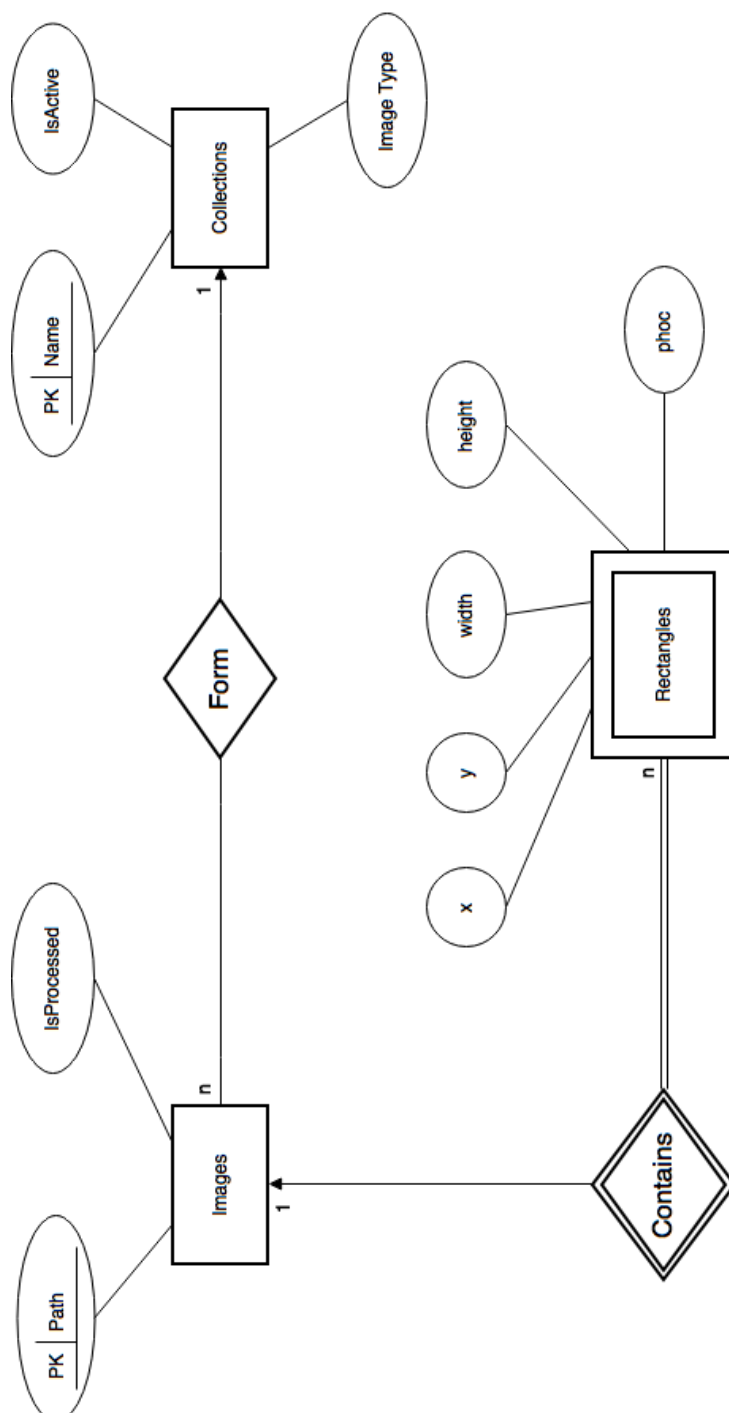 PK Path
IsProcessed
PK Name
IsActive
n
1
Images
Form
Collections
1
Image Type
x
y
width
height
n
Contains
Rectangles
phoc